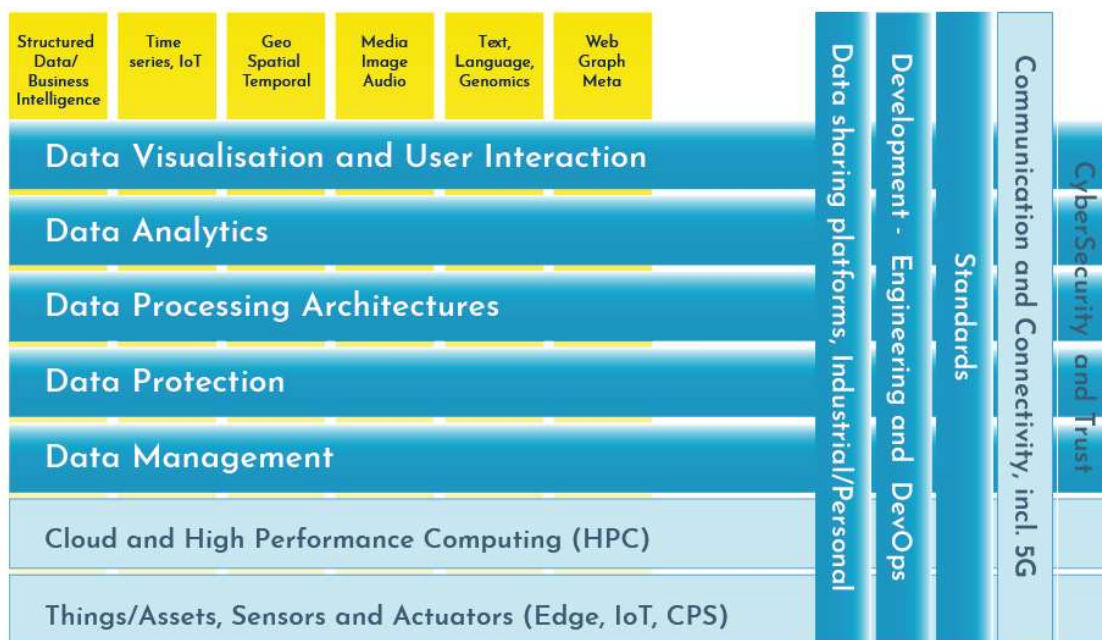 Structured
Data/
Business
Intelligence
Time
series, IoT
Geo
Spatial
Temporal
Media
Image
Audio
Text,
Language,
Genomics
Web
Graph
Meta
Data Visualisation and User Interaction
Data Analytics
Data Processing Architectures
Data Protection
Data Management
Cloud and High Performance Computing (HPC)
Things/Assets, Sensors and Actuators (Edge, IoT, CPS)
Data sharing platforms, Industrial/Personal
Development - Engineering and DevOps
Standards
Communication and Connectivity, incl. 5G
CyberSecurity and Trust